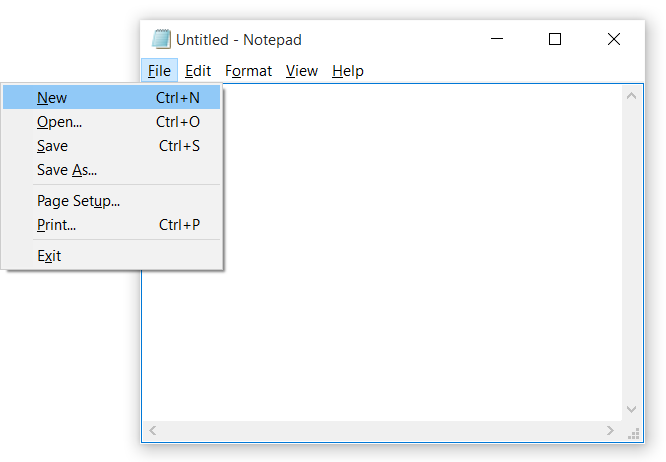 Untitled - Notepad
File Edit Format View Help
New Ctrl+N
Open... Ctrl+O
Save Ctrl+S
Save As...
Page Setup...
Print... Ctrl+P
Exit